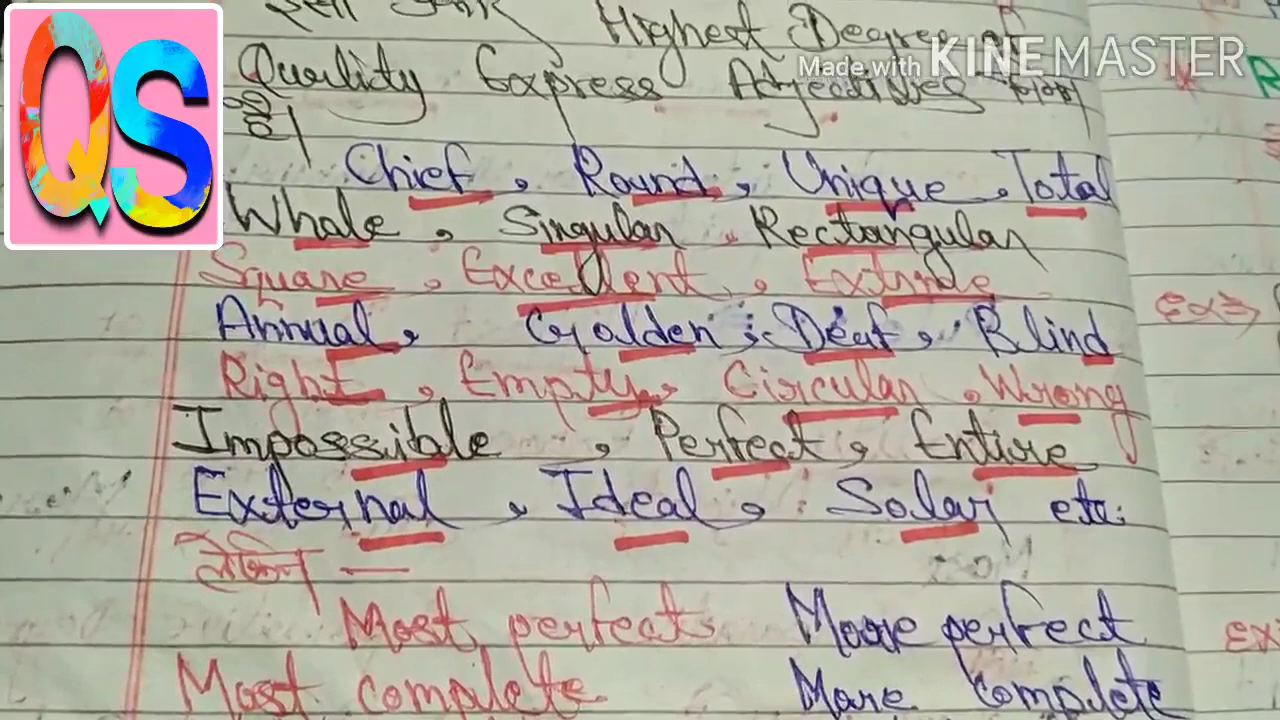 QS
Highest Degree of
Made with KINEMASTER
Quality Express Adjectives
Chief, Round, Unique, Total
Whole, Singular, Rectangular
Square, Excellent, Extreme
Annual, Golden, Deaf, Blind
Right, Empty, Circular, Wrong
Impossible, Perfect, Entire
External, Ideal, Solar etc.
लेकिन —
Most perfect More perfect
Most complete More complete